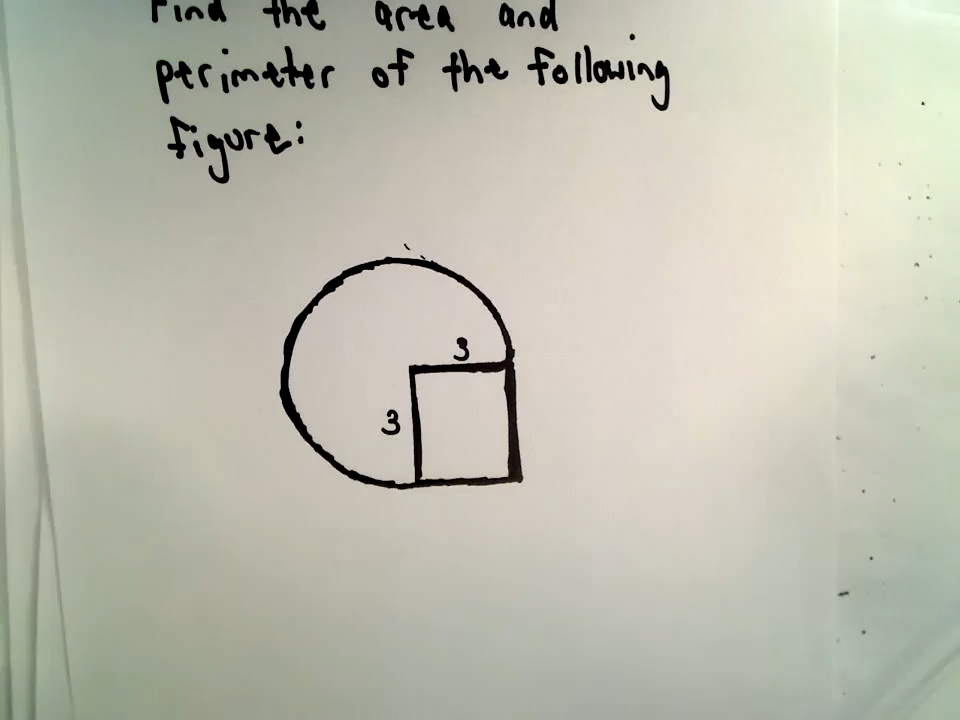 Find the area and
perimeter of the following
figure:
3
3